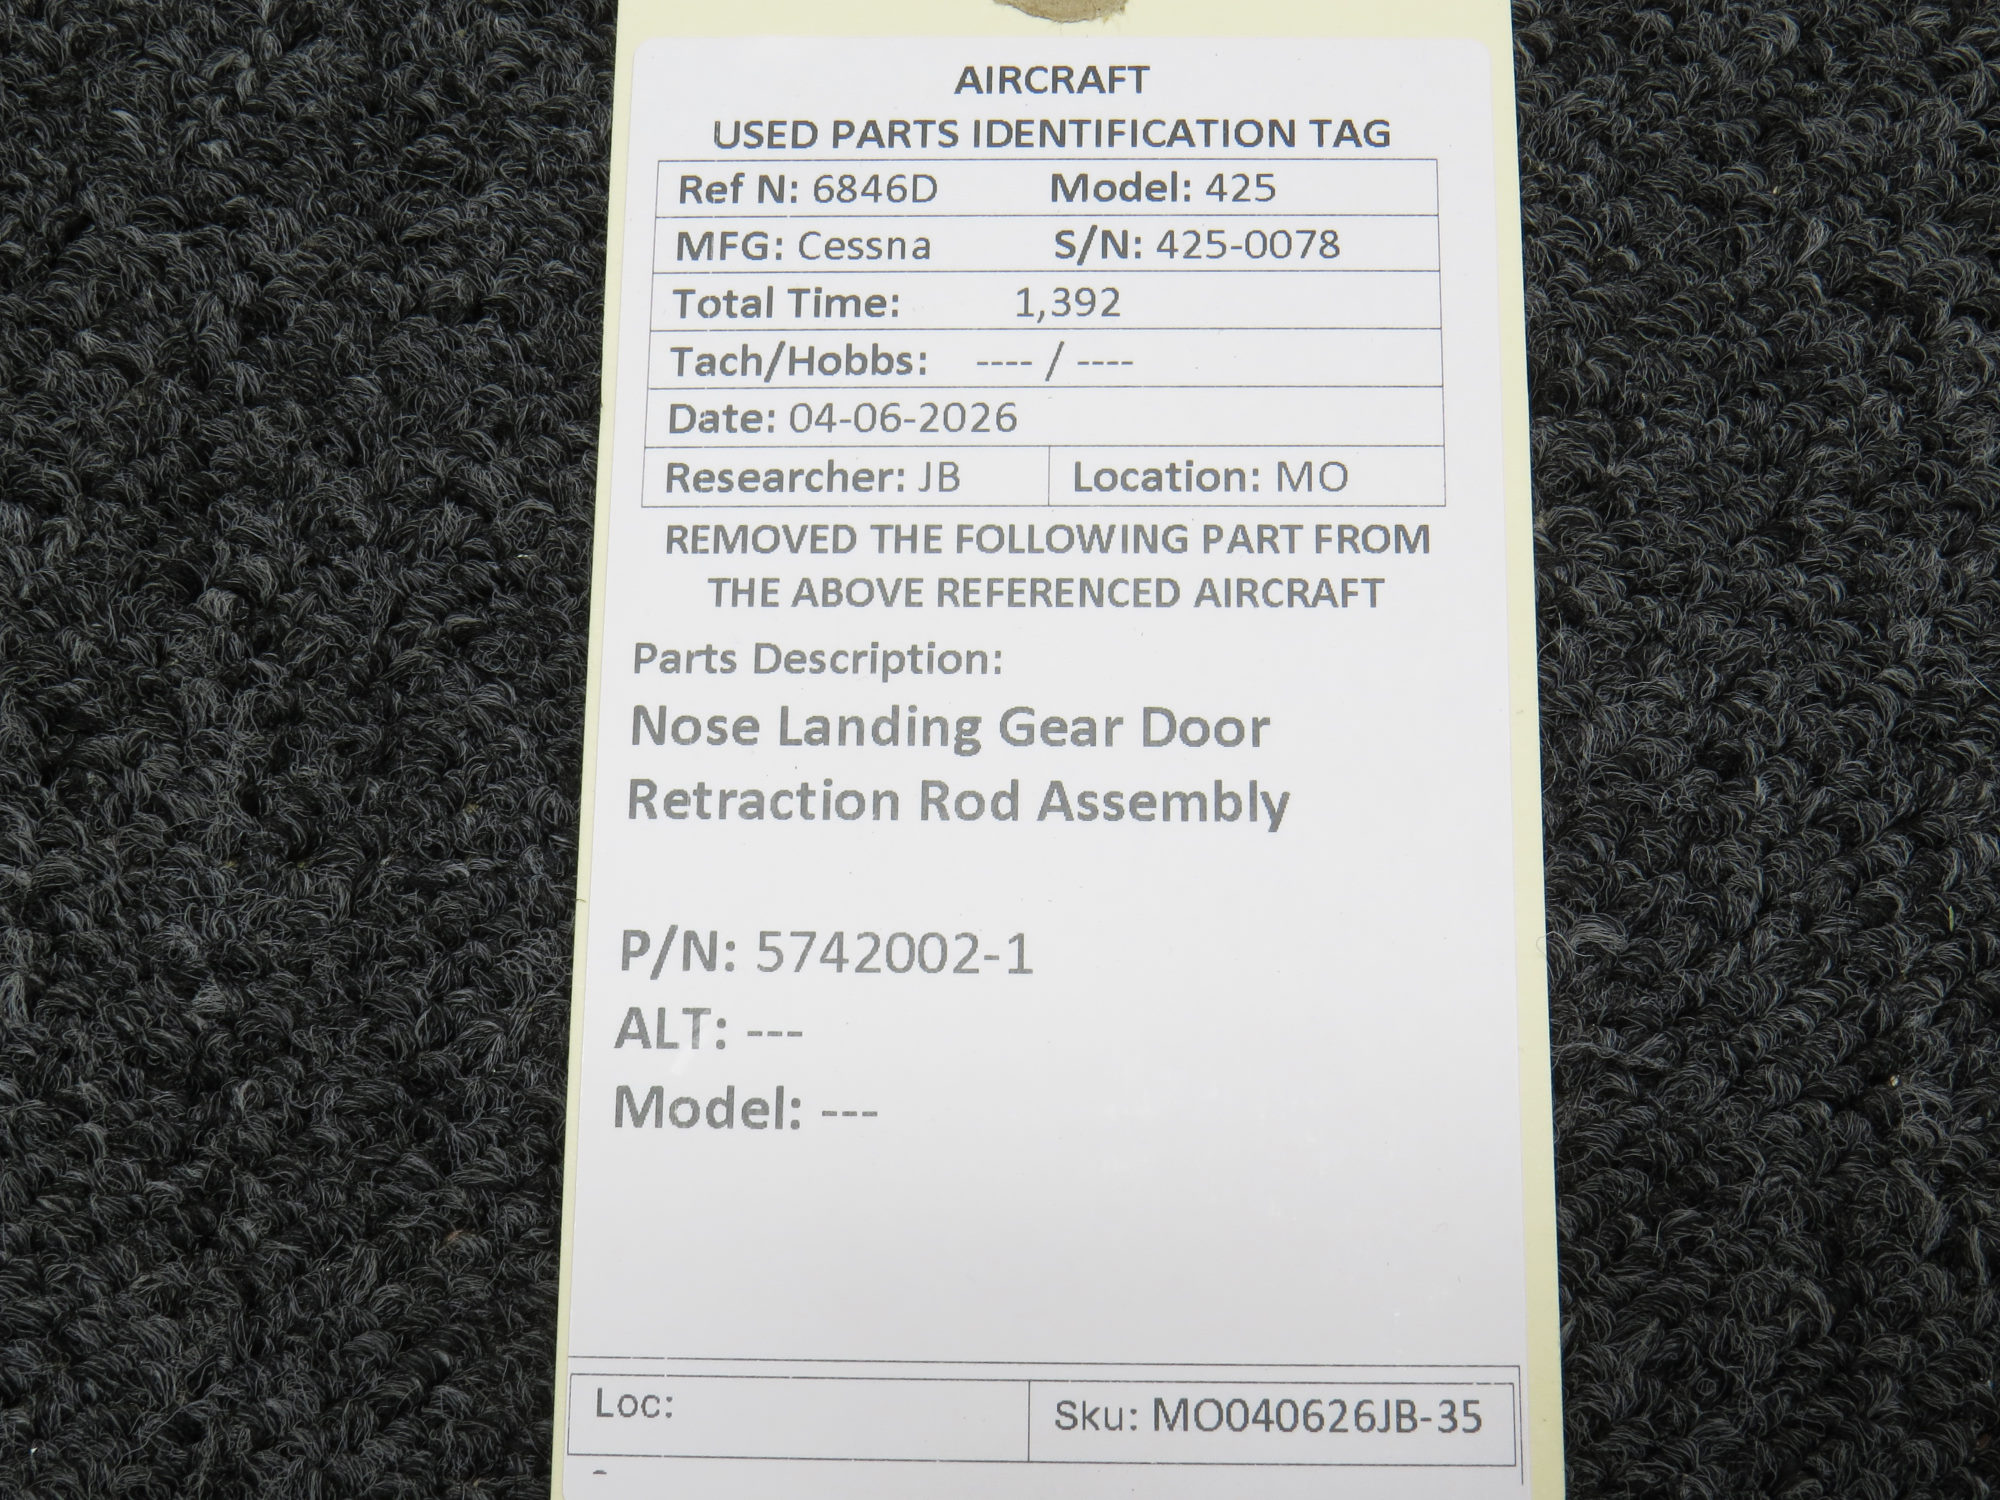 AIRCRAFT
USED PARTS IDENTIFICATION TAG
Ref N: 6846D Model: 425
MFG: Cessna S/N: 425-0078
Total Time: 1,392
Tach/Hobbs: ---- / ----
Date: 04-06-2026
Researcher: JB Location: MO
REMOVED THE FOLLOWING PART FROM
THE ABOVE REFERENCED AIRCRAFT
Parts Description:
Nose Landing Gear Door
Retraction Rod Assembly
P/N: 5742002-1
ALT: ---
Model: ---
Loc: Sku: MO040626JB-35